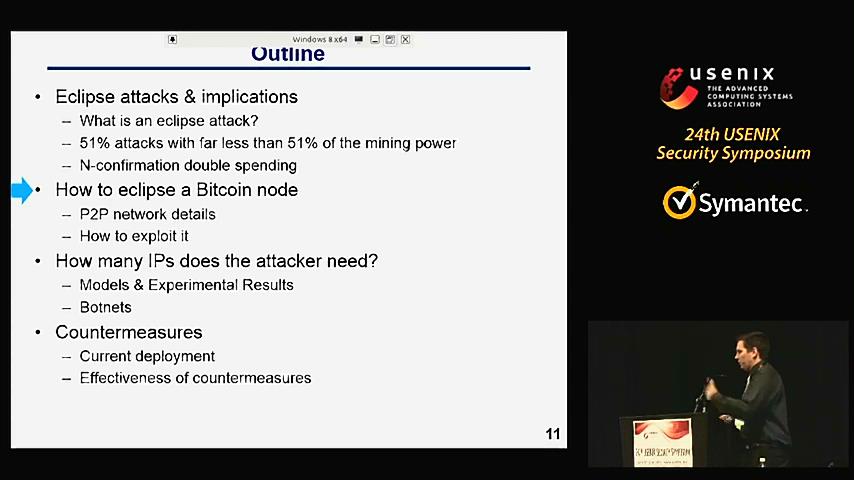 Windows 8.x64
Outline
• Eclipse attacks & implications
– What is an eclipse attack?
– 51% attacks with far less than 51% of the mining power
– N-confirmation double spending
• How to eclipse a Bitcoin node
– P2P network details
– How to exploit it
• How many IPs does the attacker need?
– Models & Experimental Results
– Botnets
• Countermeasures
– Current deployment
– Effectiveness of countermeasures
11
usenix
THE ADVANCED
COMPUTING SYSTEMS
ASSOCIATION
24th USENIX
Security Symposium
Symantec.